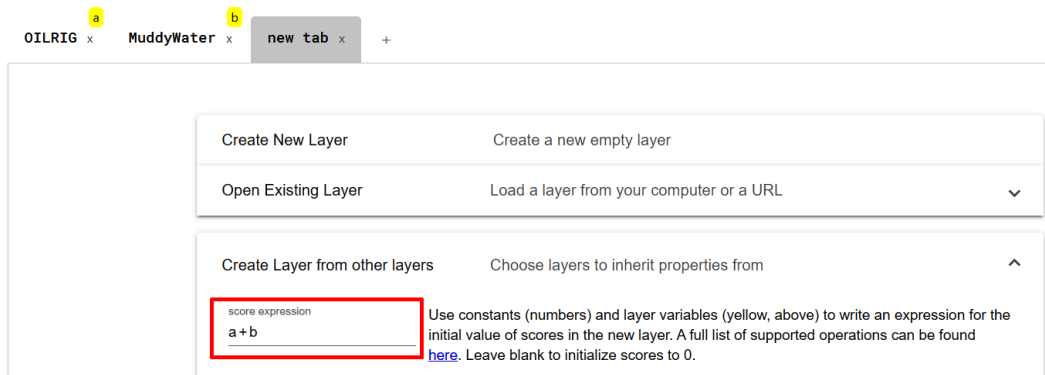 a b
OILRIG x MuddyWater x new tab x +
Create New Layer Create a new empty layer
Open Existing Layer Load a layer from your computer or a URL
Create Layer from other layers Choose layers to inherit properties from
score expression
a+b
Use constants (numbers) and layer variables (yellow, above) to write an expression for the
initial value of scores in the new layer. A full list of supported operations can be found
here. Leave blank to initialize scores to 0.